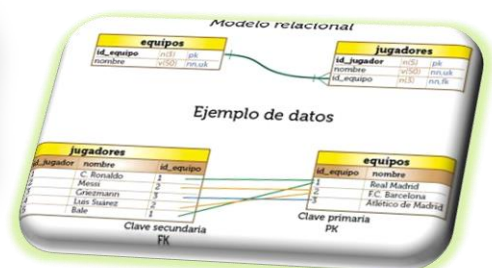 Modelo relacional
equipos
id_equipo n(3) pk
nombre v(50) nn,uk
jugadores
id_jugador n(5) pk
nombre v(50) nn,uk
id_equipo n(3) nn,fk
Ejemplo de datos
jugadores
id_jugador nombre id_equipo
C. Ronaldo 1
Messi 2
Griezmann 3
Luis Suárez 2
5 Bale 1
Clave secundaria
FK
equipos
id_equipo nombre
1 Real Madrid
2 F.C. Barcelona
3 Atlético de Madrid
Clave primaria
PK